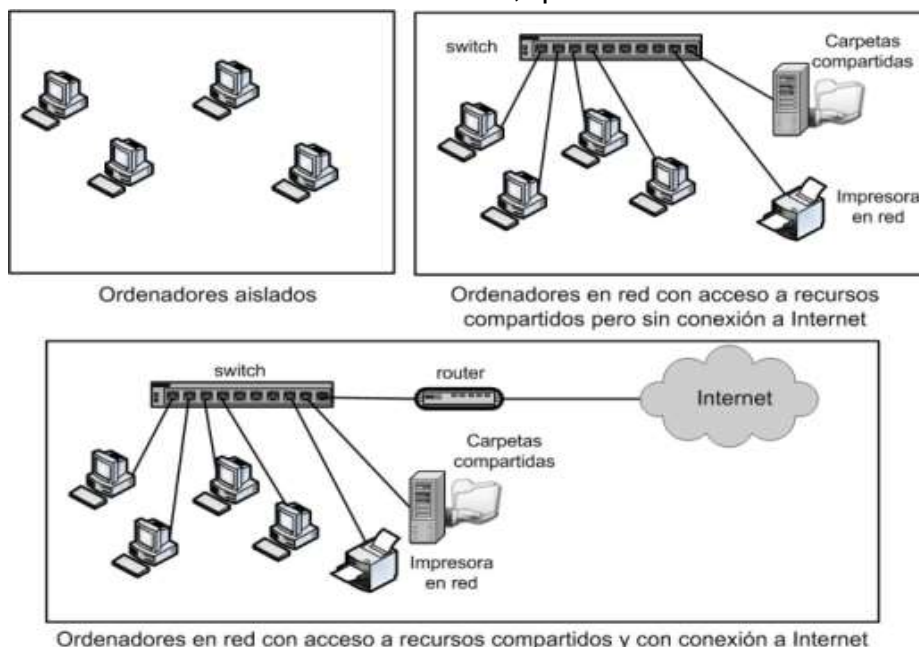 switch
Carpetas
compartidas
Impresora
en red
Ordenadores aislados
Ordenadores en red con acceso a recursos
compartidos pero sin conexión a Internet
switch
router
Internet
Carpetas
compartidas
Impresora
en red
Ordenadores en red con acceso a recursos compartidos y con conexión a Internet